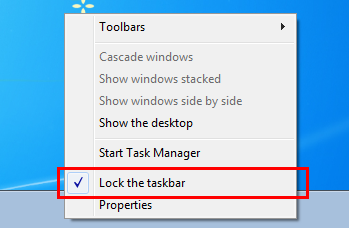 Toolbars
Cascade windows
Show windows stacked
Show windows side by side
Show the desktop
Start Task Manager
Lock the taskbar
Properties